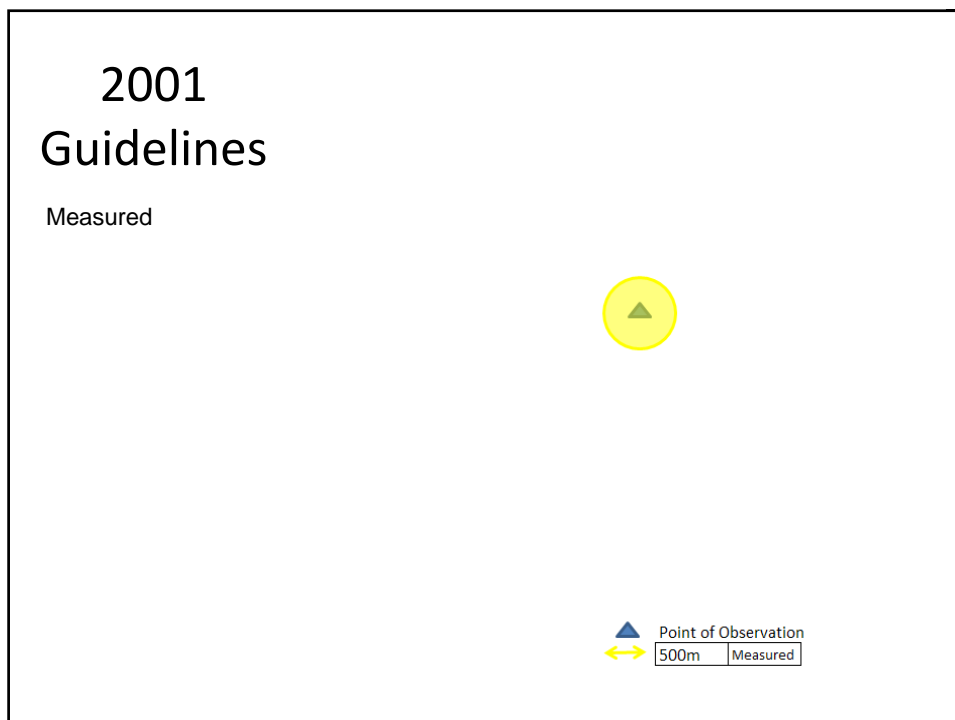 2001
Guidelines
Measured
Point of Observation
500m Measured